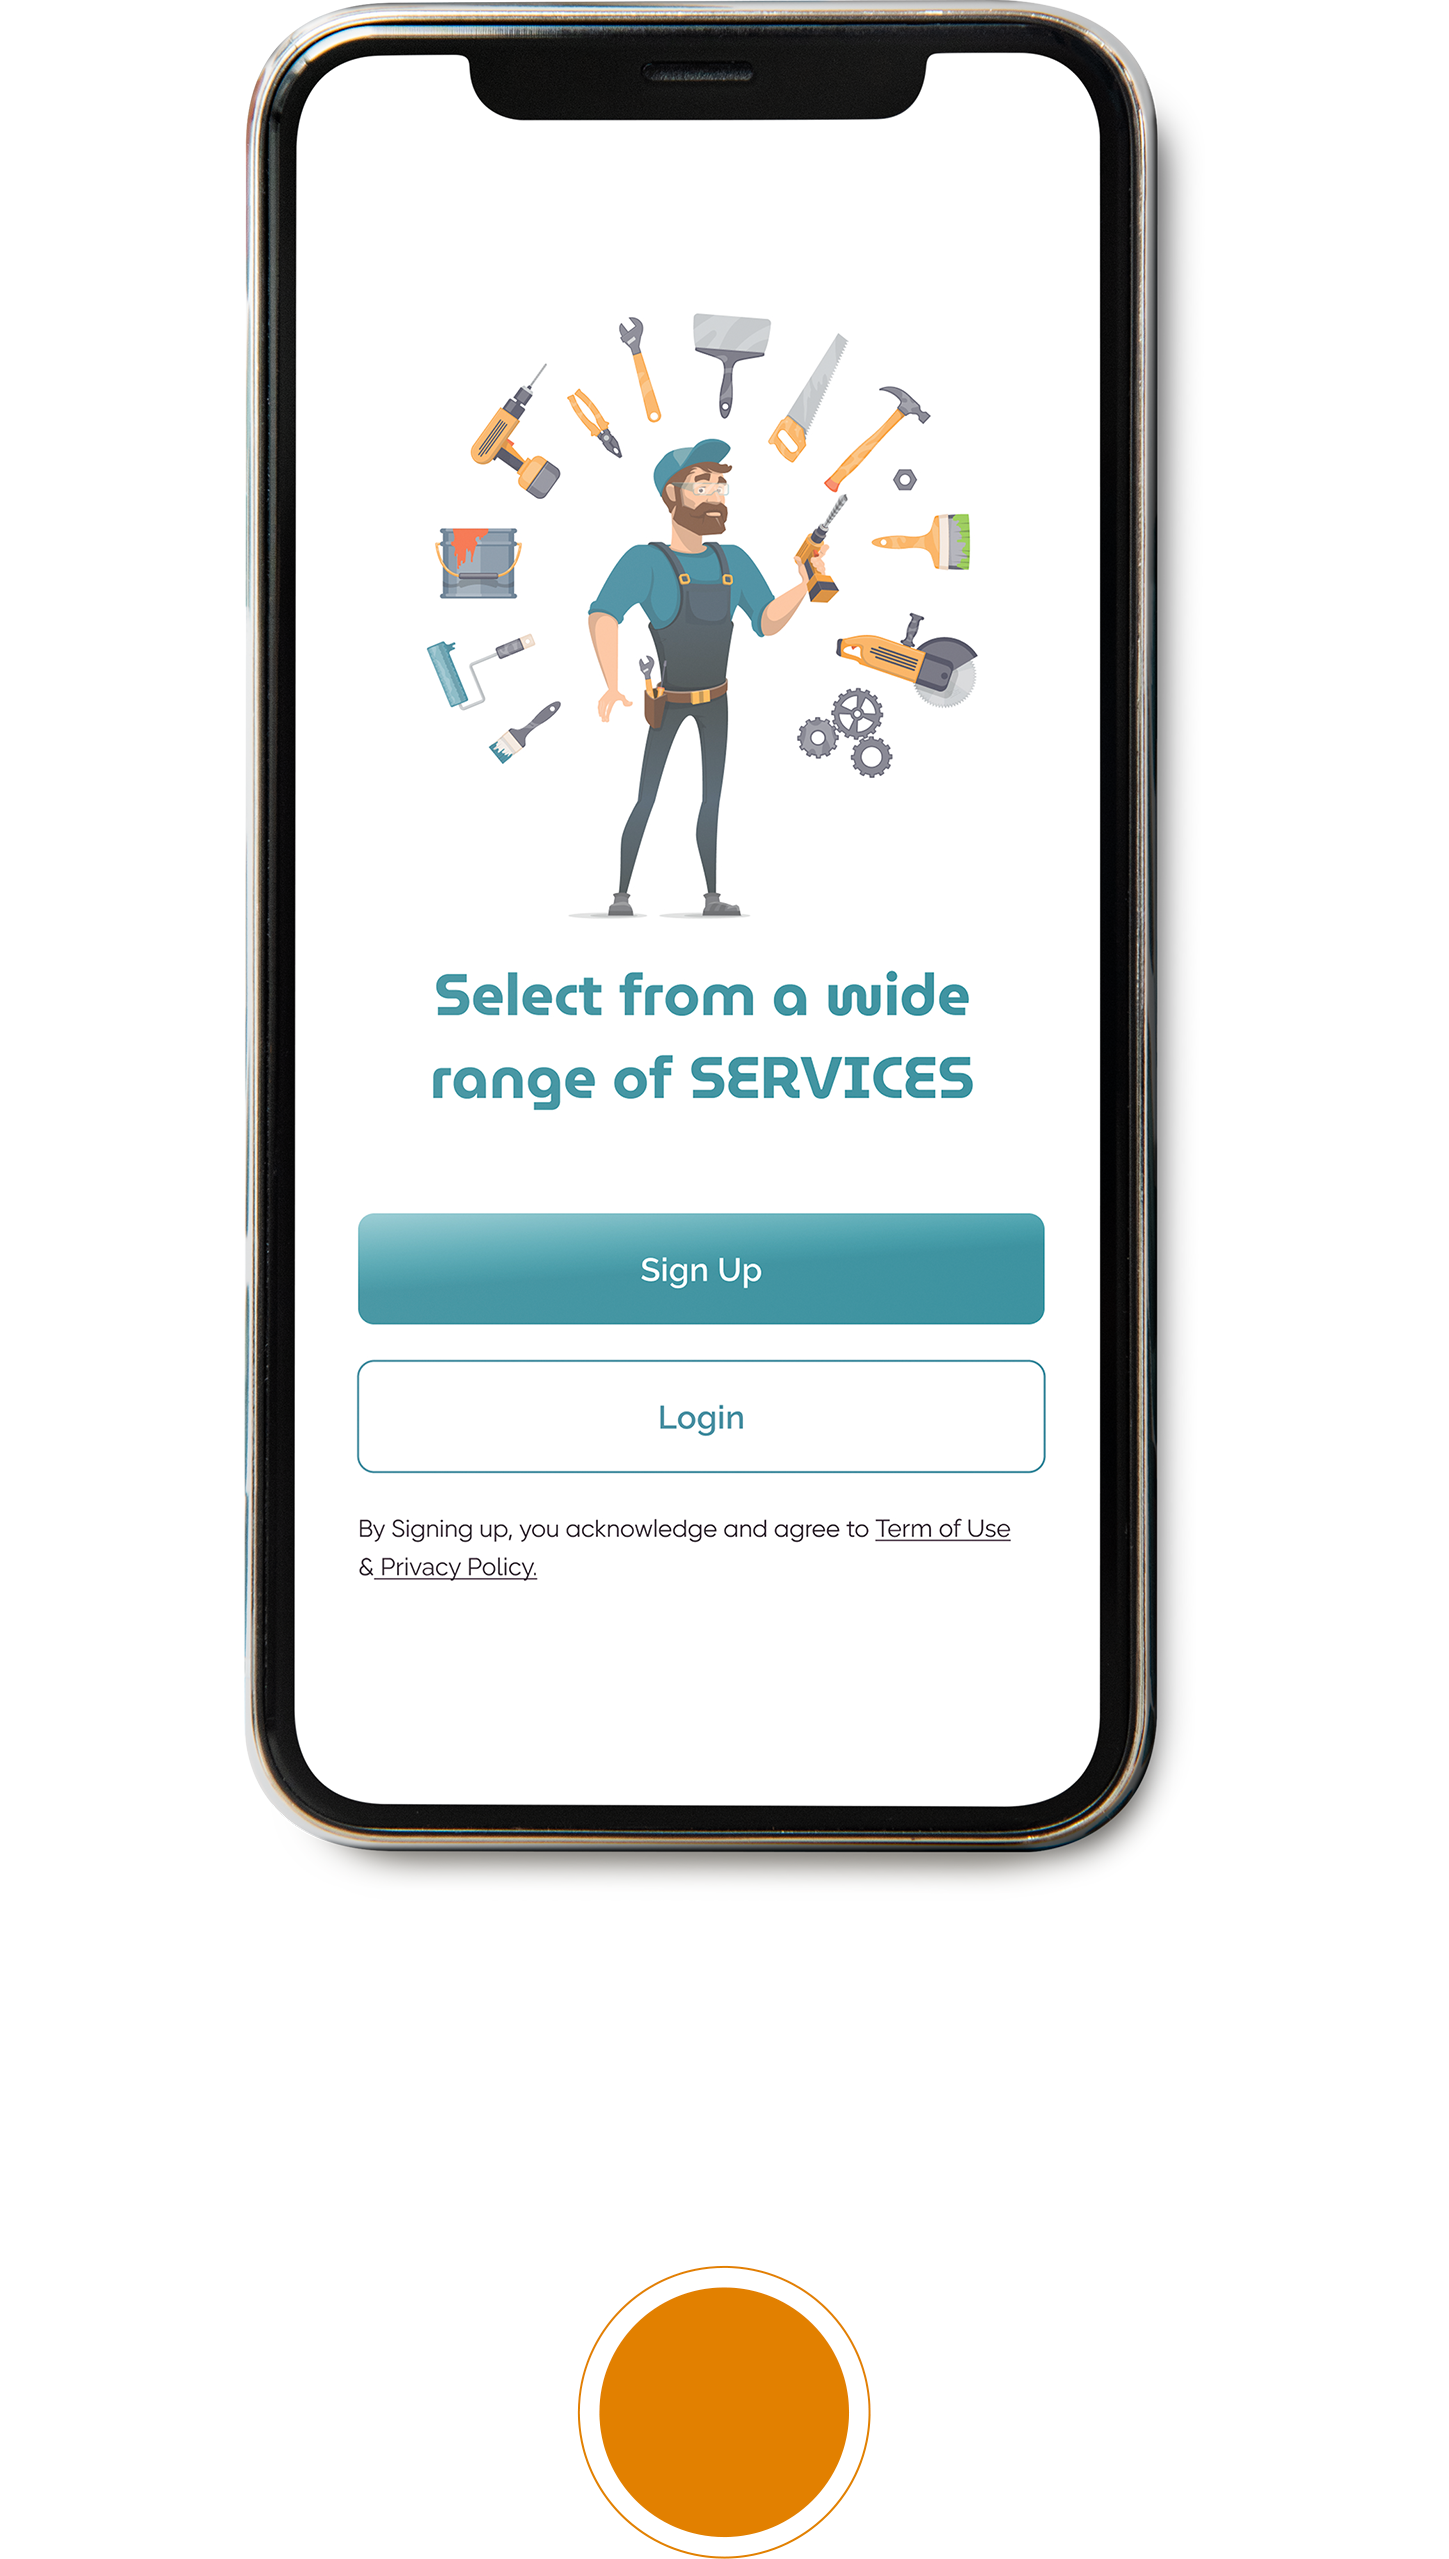 Select from a wide
range of SERVICES
Sign Up
Login
By Signing up, you acknowledge and agree to Term of Use
& Privacy Policy.